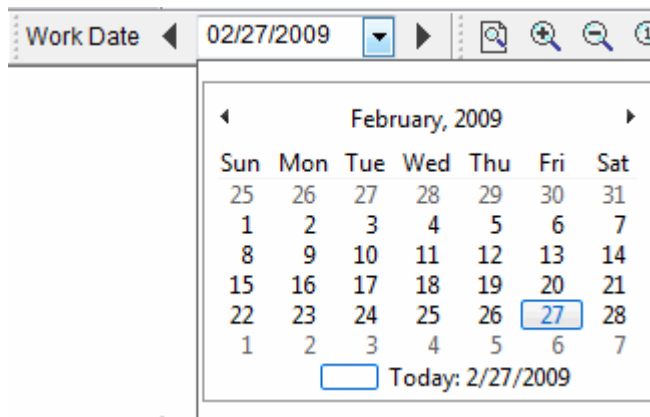 Work Date 02/27/2009
February, 2009
Sun Mon Tue Wed Thu Fri Sat
25 26 27 28 29 30 31
1 2 3 4 5 6 7
8 9 10 11 12 13 14
15 16 17 18 19 20 21
22 23 24 25 26 27 28
1 2 3 4 5 6 7
Today: 2/27/2009